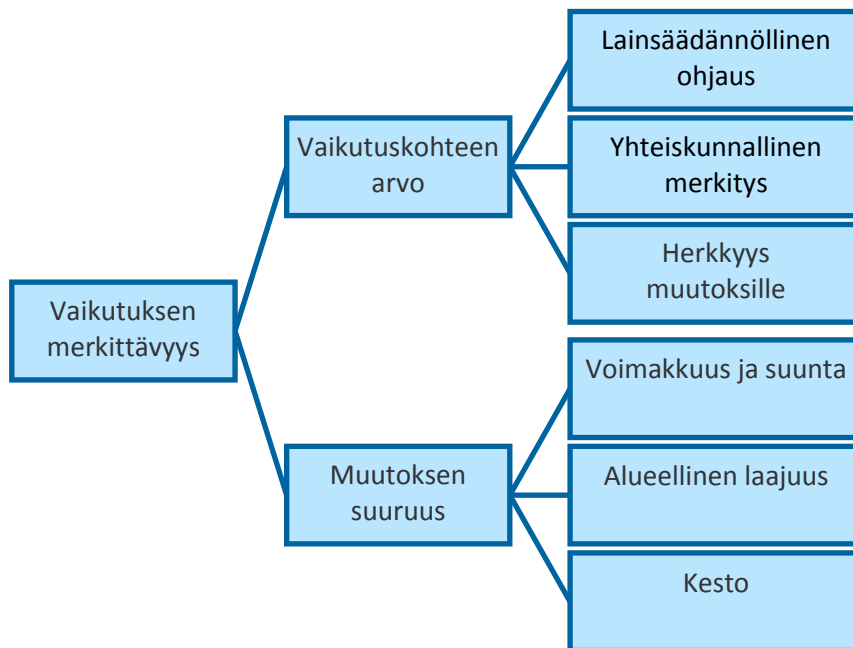 Lainsäädännöllinen
ohjaus
Vaikutuskohteen
arvo
Yhteiskunnallinen
merkitys
Herkkyys
muutoksille
Vaikutuksen
merkittävyys
Voimakkuus ja suunta
Muutoksen
suuruus
Alueellinen laajuus
Kesto